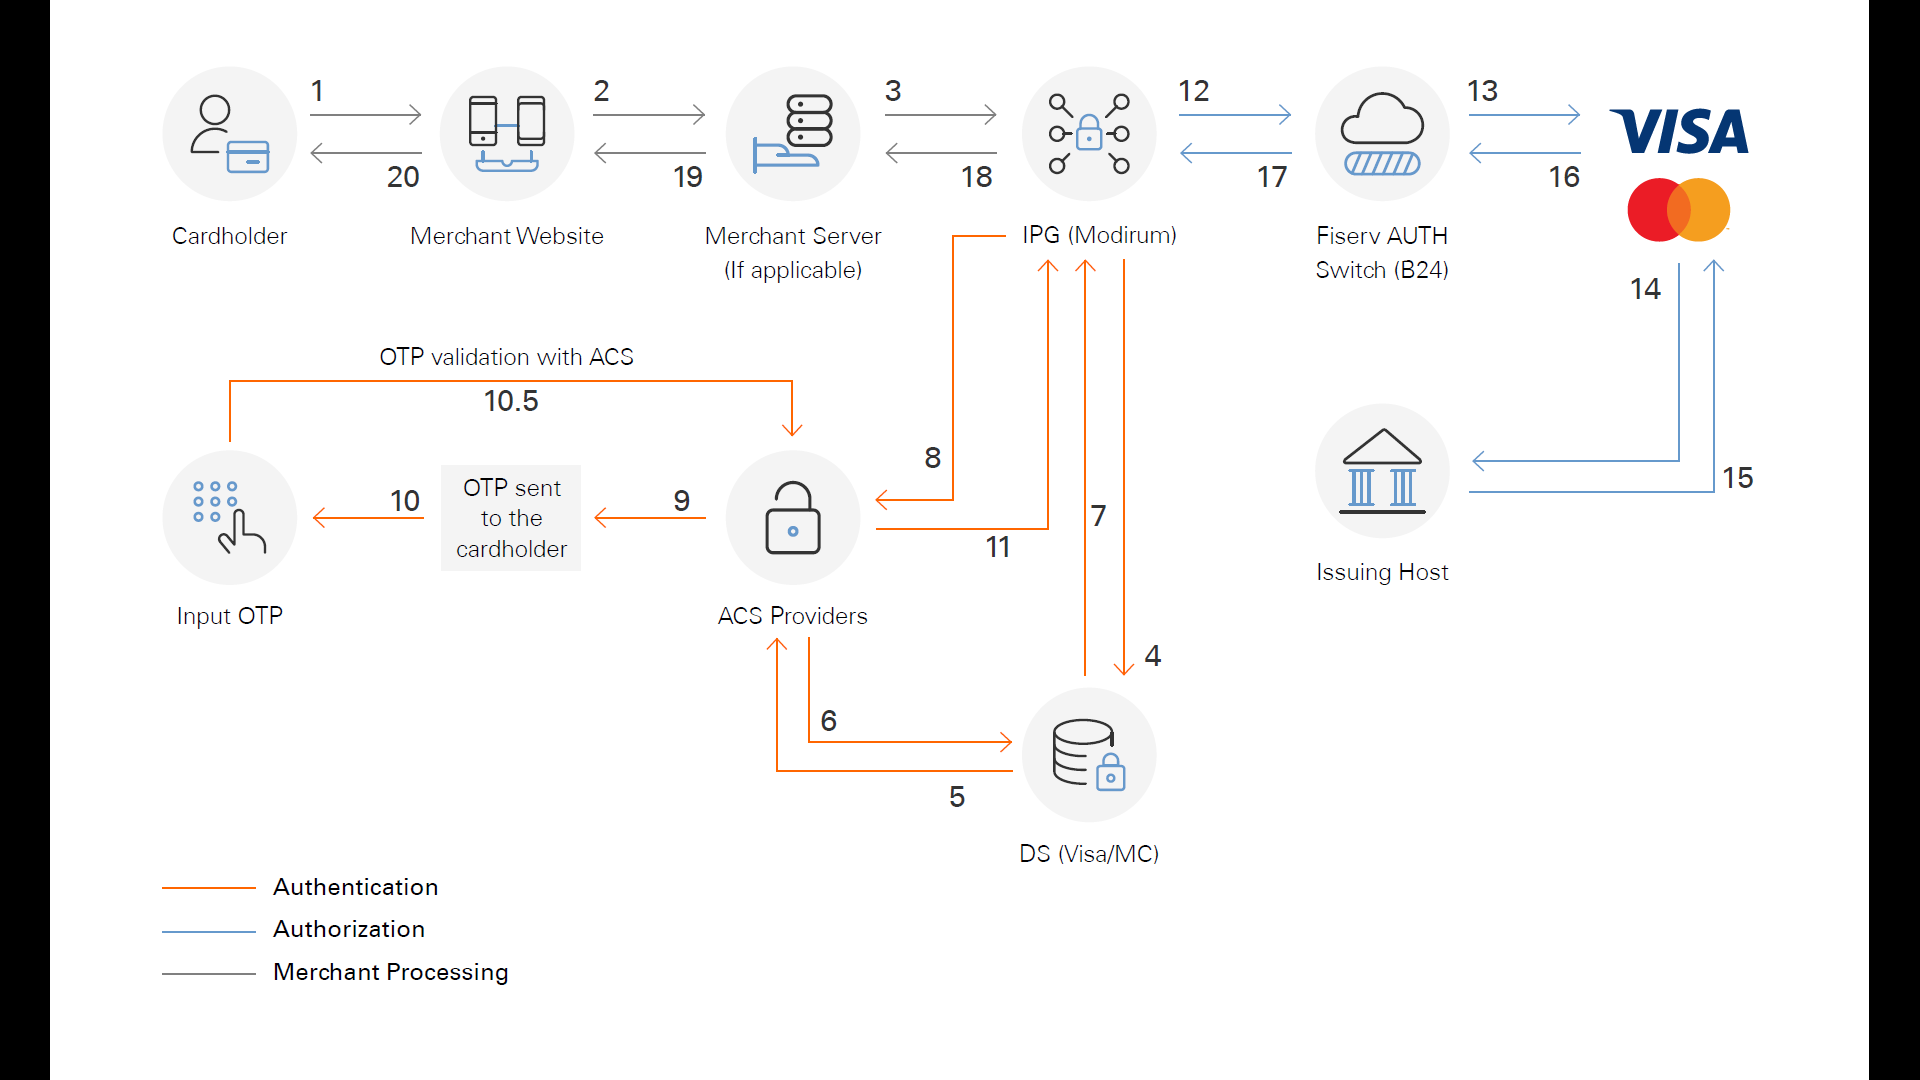 1
2
3
12
13
VISA
20
19
18
17
16
Cardholder
Merchant Website
Merchant Server
(If applicable)
IPG (Modirum)
Fiserv AUTH
Switch (B24)
14
15
OTP validation with ACS
10.5
8
7
11
10
OTP sent
to the
cardholder
9
Input OTP
ACS Providers
Issuing Host
4
6
5
DS (Visa/MC)
Authentication
Authorization
Merchant Processing